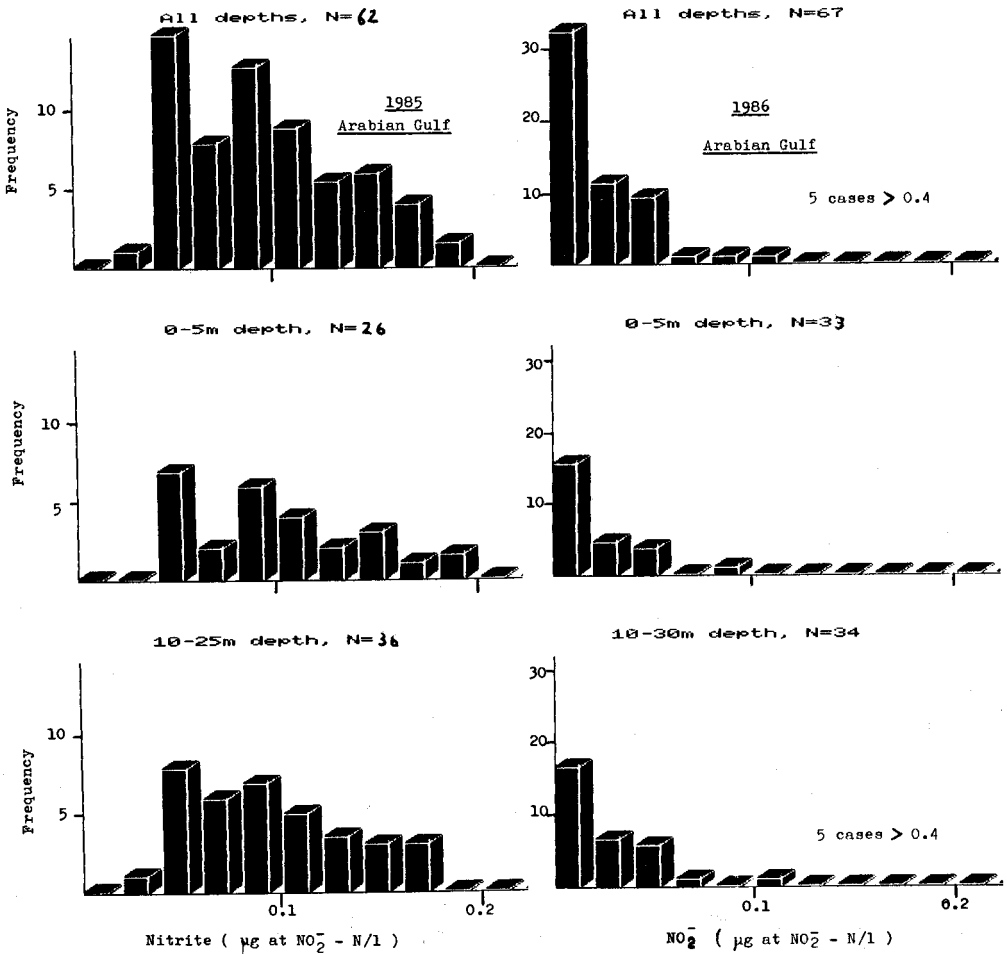 All depths, N=62
Frequency
10
5
1985
Arabian Gulf
All depths, N=67
30
20
10
1986
Arabian Gulf
5 cases > 0.4
0-5m depth, N=26
Frequency
10
5
0-5m depth, N=33
30
20
10
10-25m depth, N=36
Frequency
10
5
0.1
0.2
Nitrite ( µg at NO₂⁻ - N/l )
10-30m depth, N=34
30
20
10
5 cases > 0.4
0.1
0.2
NO₂⁻ ( µg at NO₂⁻ - N/l )